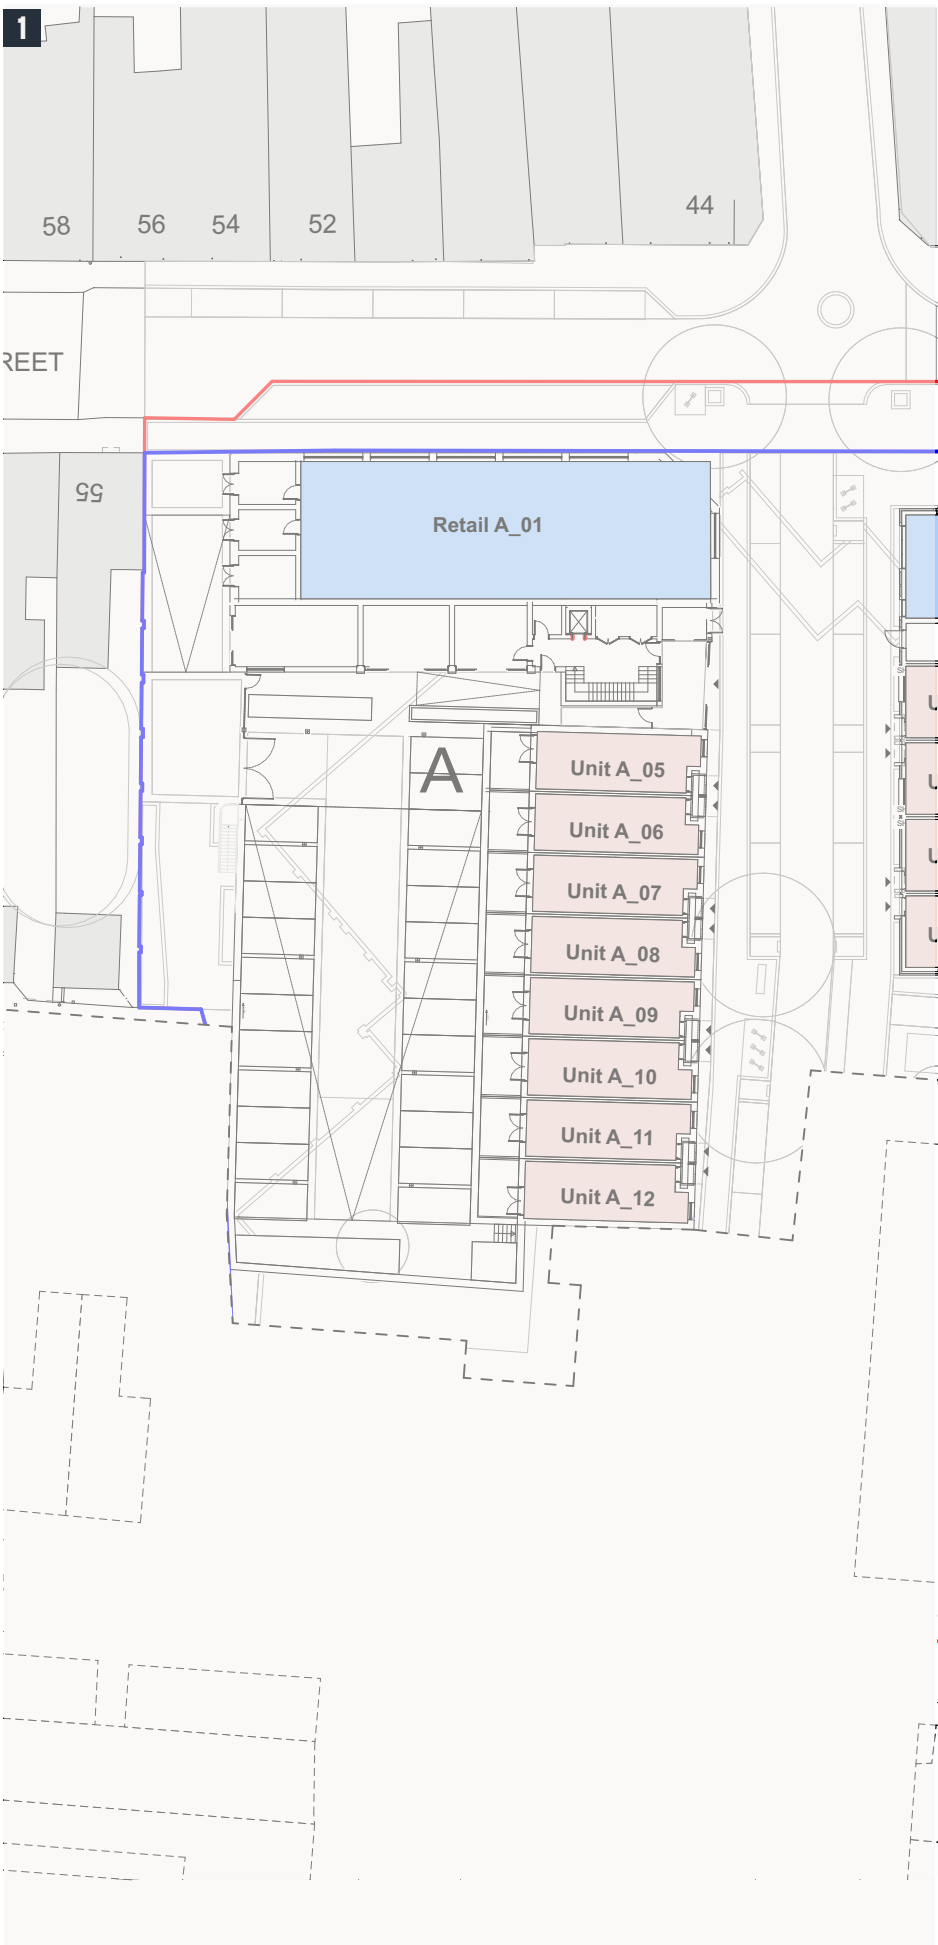 1
58
56
54
52
44
REET
55
Retail A_01
A
Unit A_05
Unit A_06
Unit A_07
Unit A_08
Unit A_09
Unit A_10
Unit A_11
Unit A_12
U
U
U
U